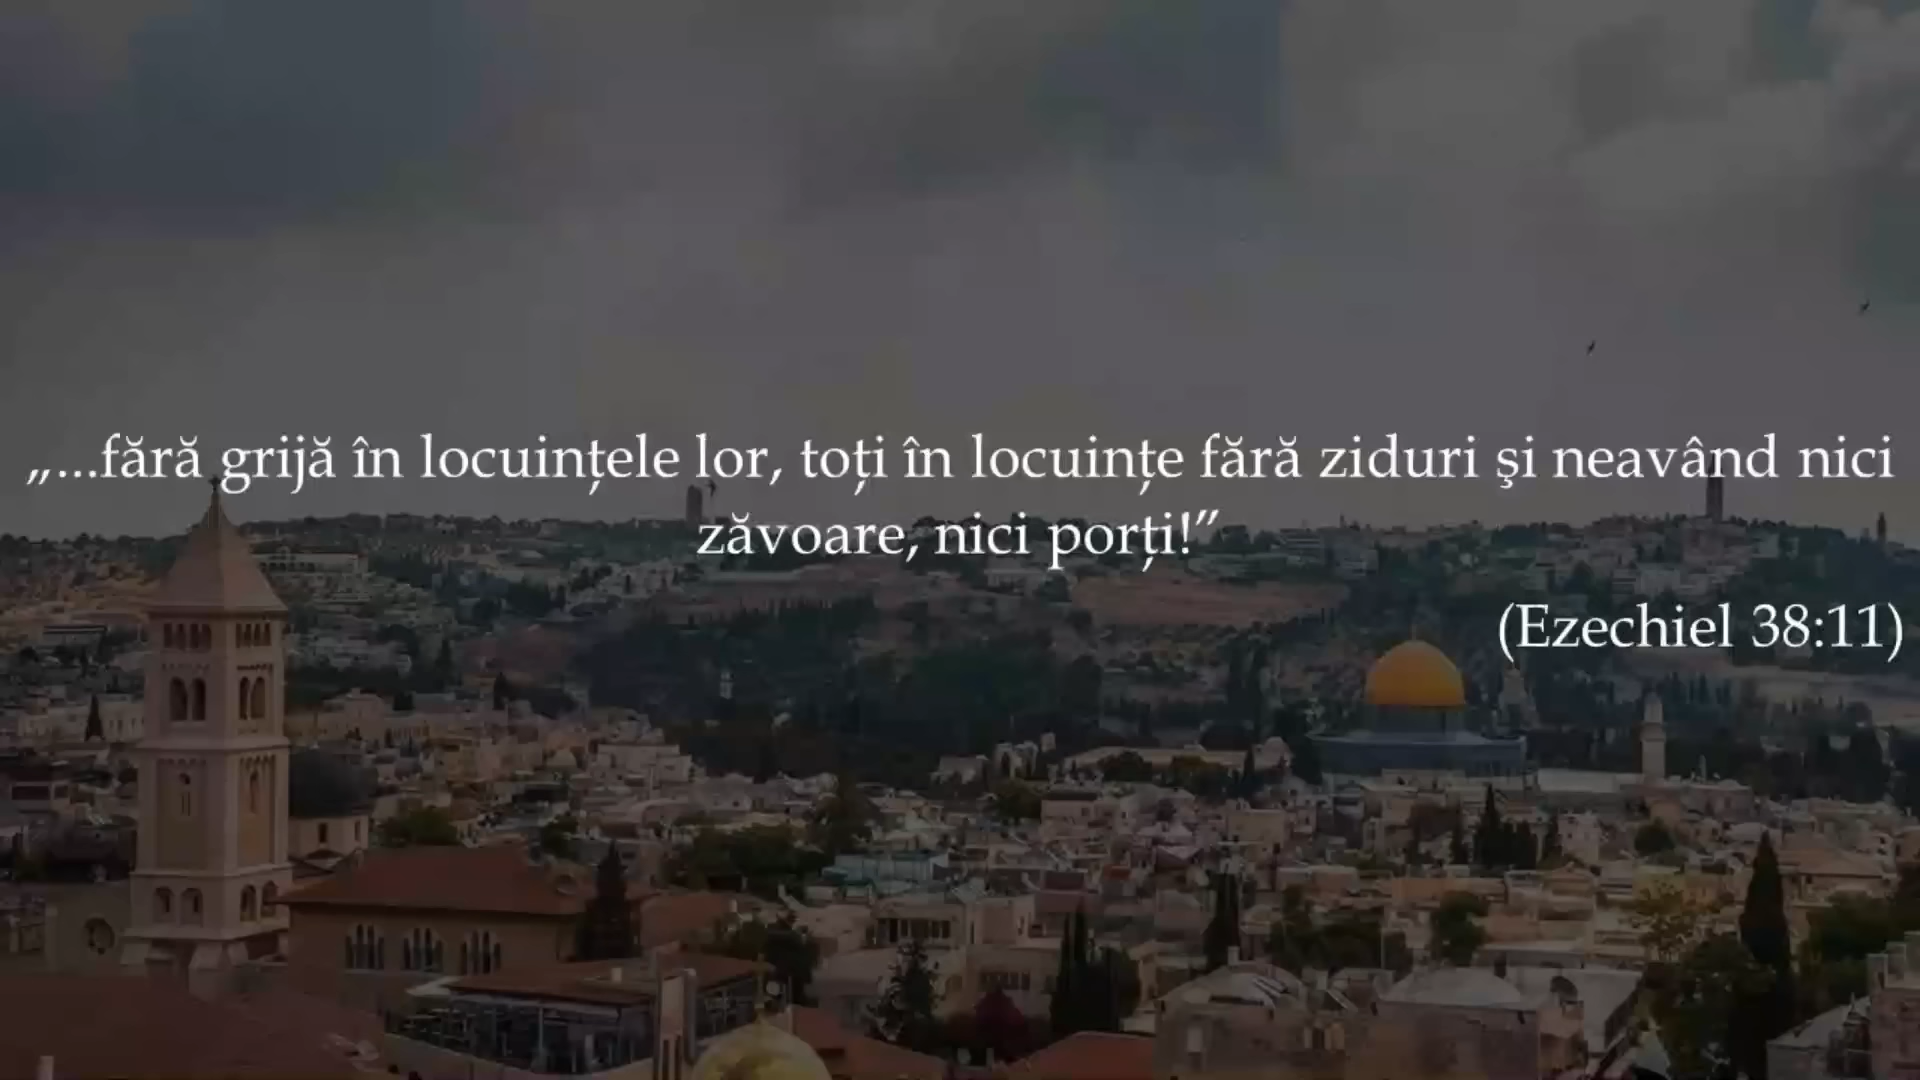 „...fără grijă în locuințele lor, toți în locuințe fără ziduri şi neavând nici
zăvoare, nici porți!”
(Ezechiel 38:11)